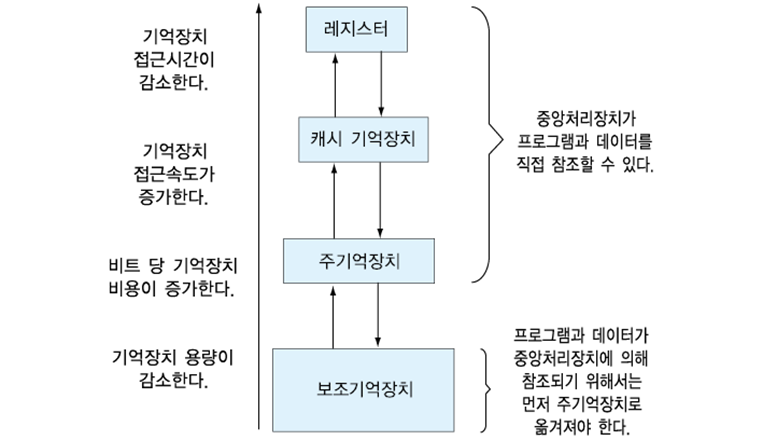 기억장치
접근시간이
감소한다.
기억장치
접근속도가
증가한다.
비트 당 기억장치
비용이 증가한다.
기억장치 용량이
감소한다.
레지스터
캐시 기억장치
주기억장치
보조기억장치
중앙처리장치가
프로그램과 데이터를
직접 참조할 수 있다.
프로그램과 데이터가
중앙처리장치에 의해
참조되기 위해서는
먼저 주기억장치로
옮겨져야 한다.